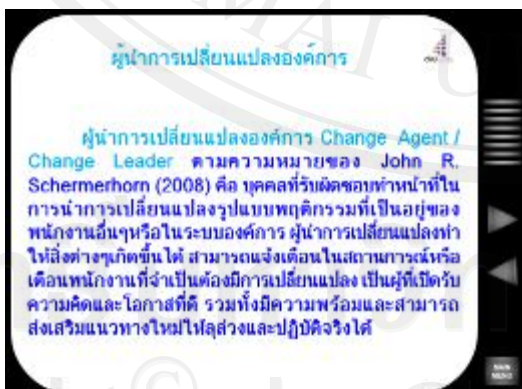 ผู้นำการเปลี่ยนแปลงองค์การ
ผู้นำการเปลี่ยนแปลงองค์การ Change Agent /
Change Leader ตามความหมายของ John R.
Schermerhorn (2008) คือ บุคคลที่รับผิดชอบทำหน้าที่ใน
การนำการเปลี่ยนแปลงรูปแบบพฤติกรรมที่เป็นอยู่ของ
พนักงานอื่นๆหรือในระบบองค์การ ผู้นำการเปลี่ยนแปลงทำ
ให้สิ่งต่างๆเกิดขึ้นได้ สามารถแจ้งเตือนในสถานการณ์หรือ
เตือนพนักงานที่จำเป็นต้องมีการเปลี่ยนแปลง เป็นผู้ที่เปิดรับ
ความคิดและโอกาสที่ดี รวมทั้งมีความพร้อมและสามารถ
ส่งเสริมแนวทางใหม่ให้ลุล่วงและปฏิบัติจริงได้
MAIN
MENU